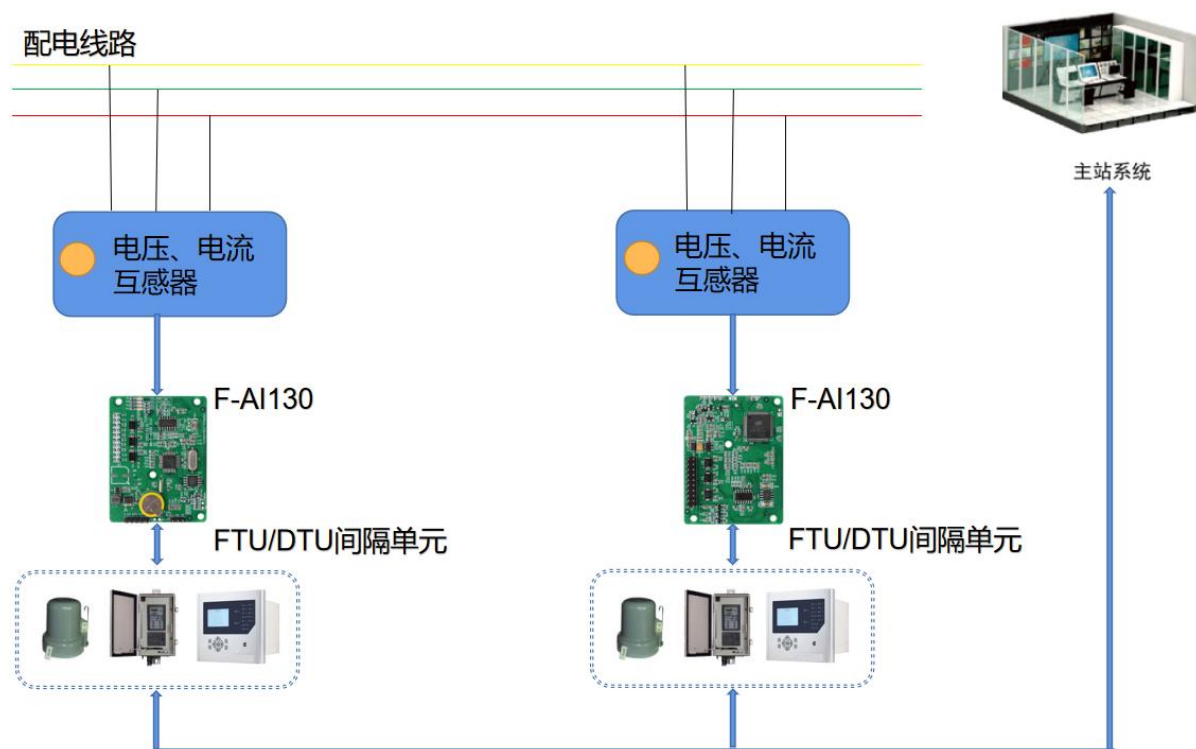 配电线路
主站系统
电压、电流
互感器
电压、电流
互感器
F-AI130
F-AI130
FTU/DTU间隔单元
FTU/DTU间隔单元